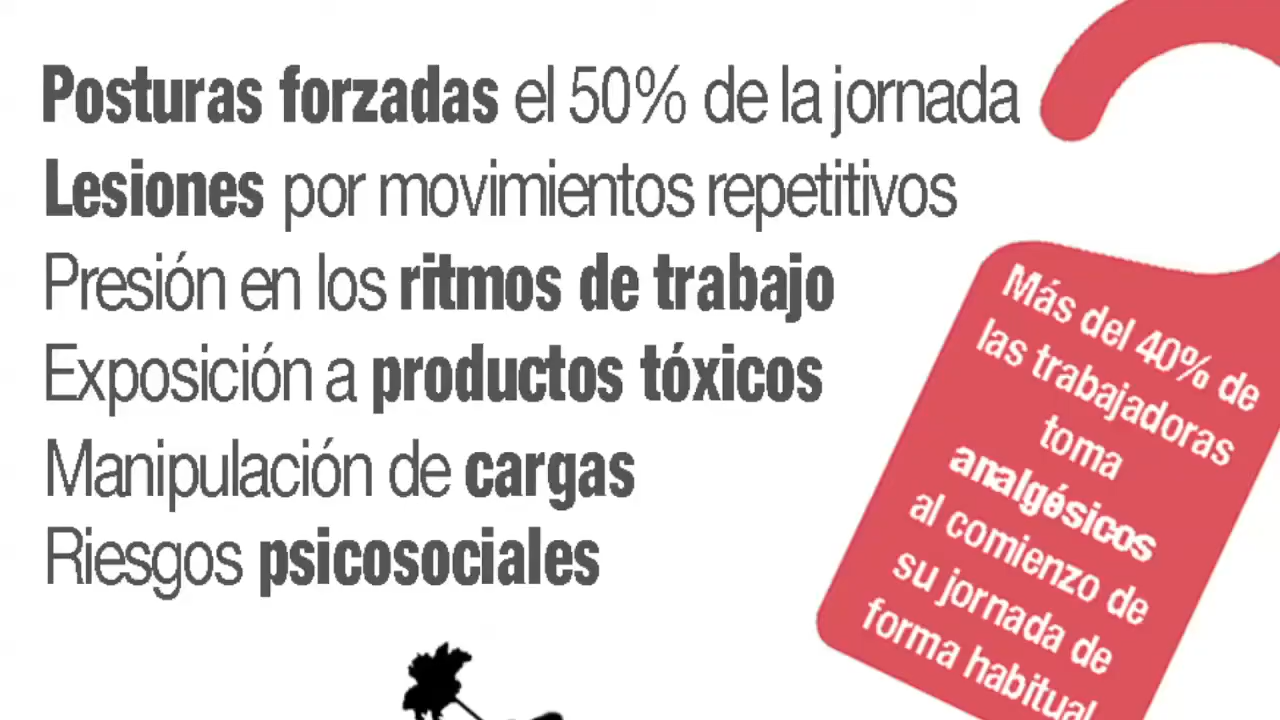 Posturas forzadas el 50% de la jornada
Lesiones por movimientos repetitivos
Presión en los ritmos de trabajo
Exposición a productos tóxicos
Manipulación de cargas
Riesgos psicosociales
Más del 40% de
las trabajadoras
toma
analgésicos
al comienzo de
su jornada de
forma habitual